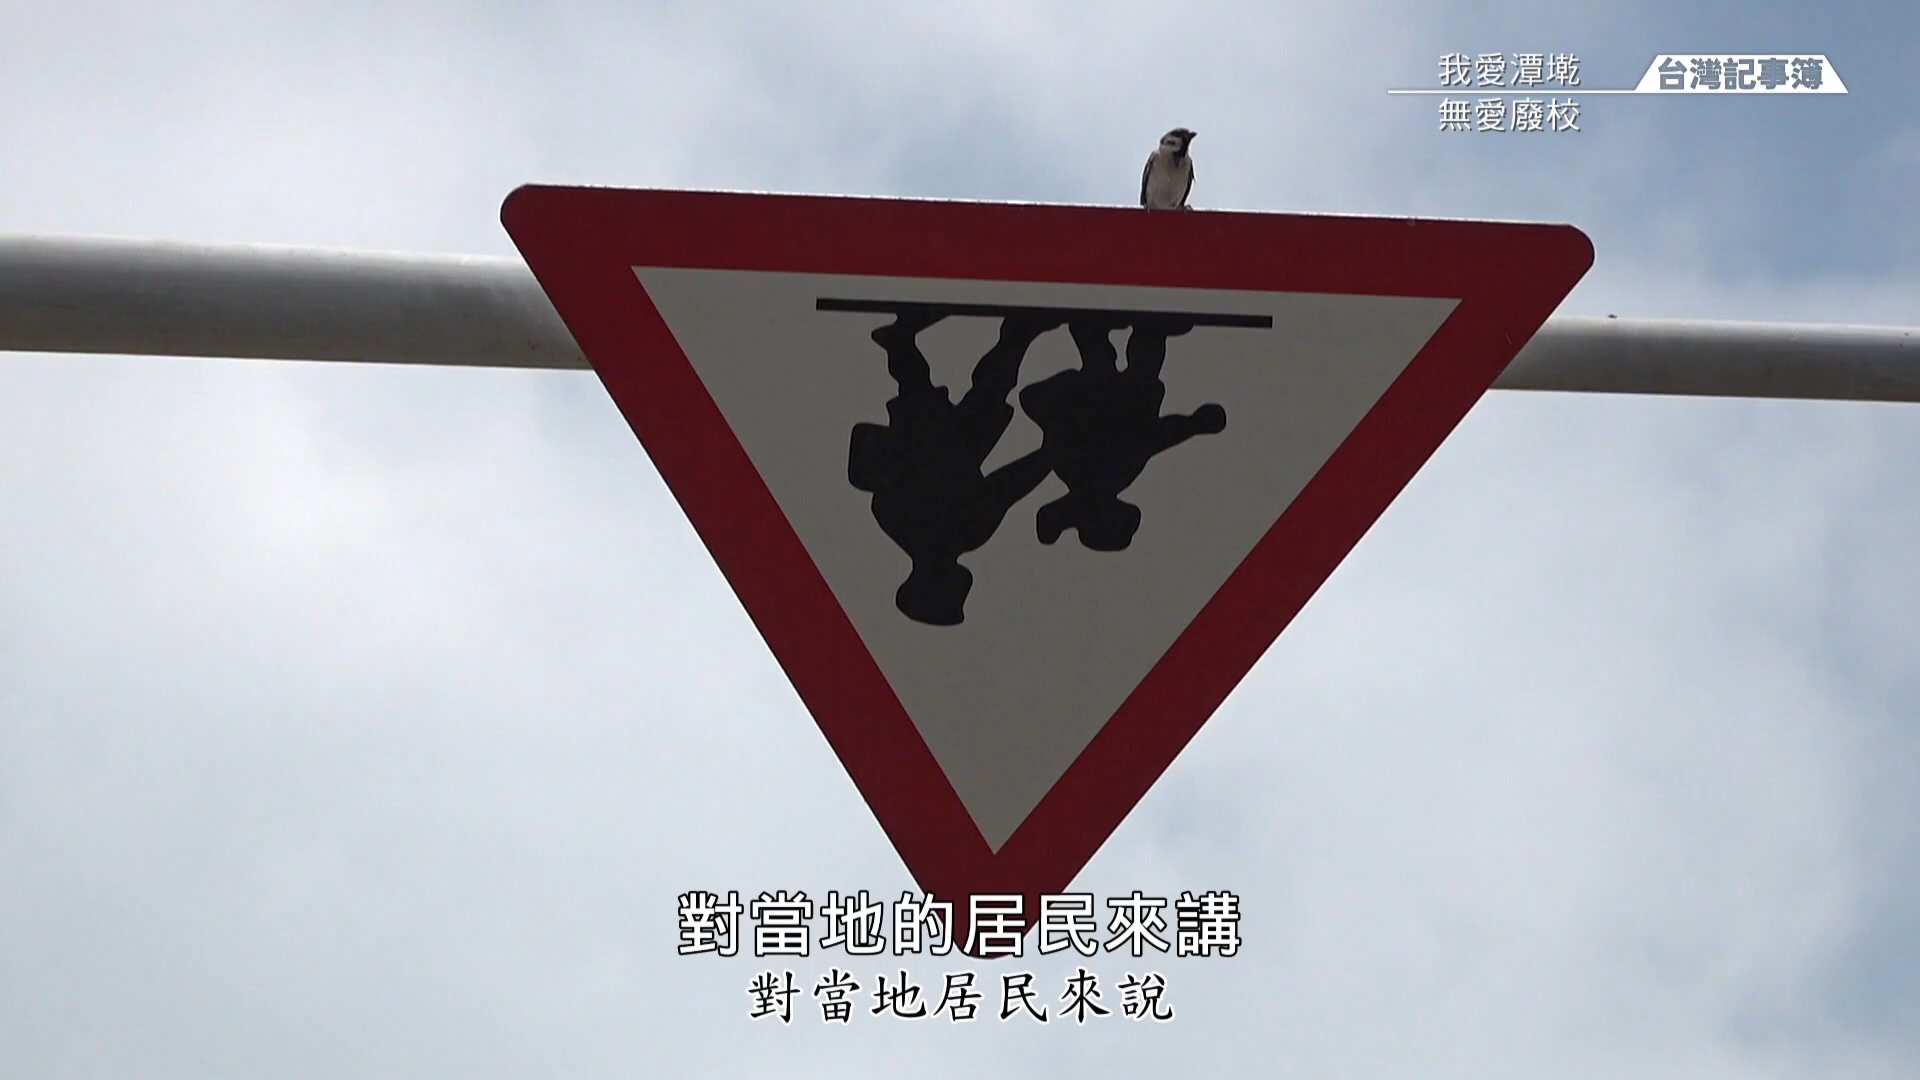 我愛潭墘
無愛廢校
台灣記事簿
對當地的居民來講
對當地居民來說